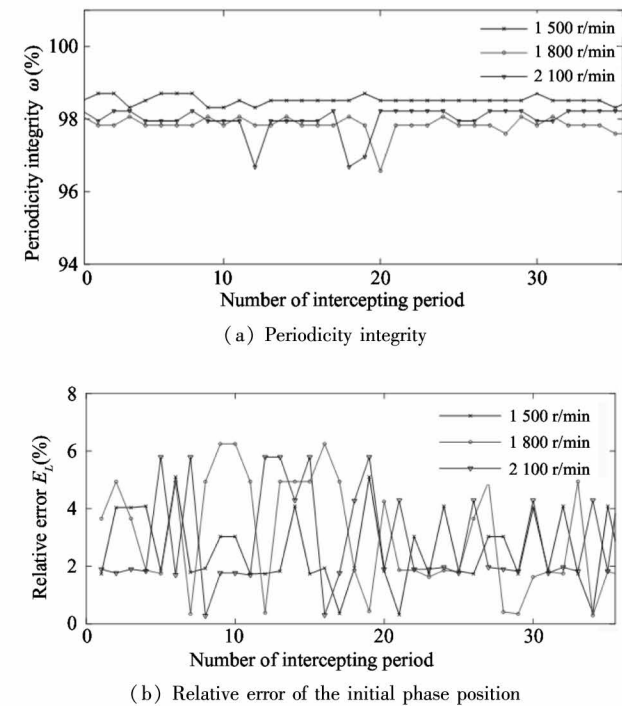 100
98
96
94
Periodicity integrity ω(%)
1 500 r/min
1 800 r/min
2 100 r/min
0 10 20 30
Number of intercepting period
(a) Periodicity integrity
8
6
4
2
0
Relative error E_L(%)
1 500 r/min
1 800 r/min
2 100 r/min
0 10 20 30
Number of intercepting period
(b) Relative error of the initial phase position